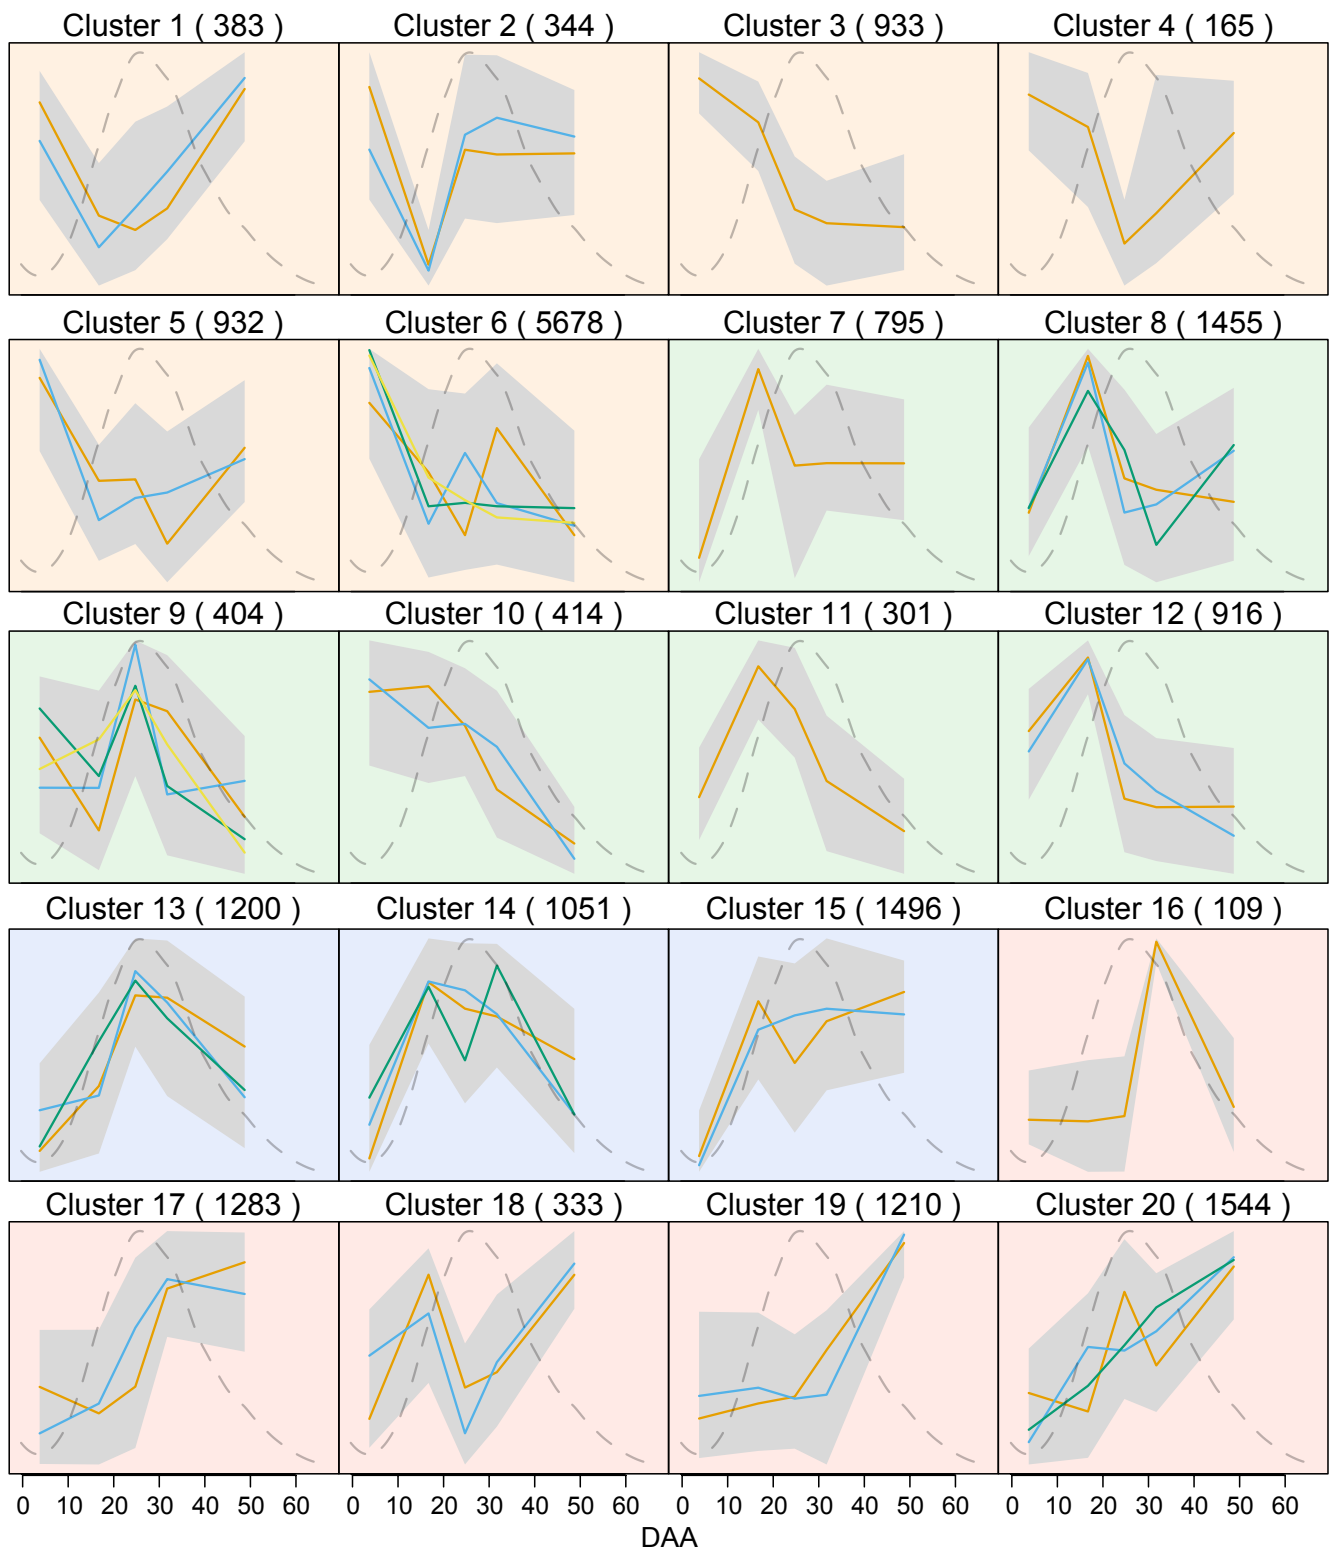 Cluster 1 ( 383 ) Cluster 2 ( 344 ) Cluster 3 ( 933 ) Cluster 4 ( 165 )
Cluster 5 ( 932 ) Cluster 6 ( 5678 ) Cluster 7 ( 795 ) Cluster 8 ( 1455 )
Cluster 9 ( 404 ) Cluster 10 ( 414 ) Cluster 11 ( 301 ) Cluster 12 ( 916 )
Cluster 13 ( 1200 ) Cluster 14 ( 1051 ) Cluster 15 ( 1496 ) Cluster 16 ( 109 )
Cluster 17 ( 1283 ) Cluster 18 ( 333 ) Cluster 19 ( 1210 ) Cluster 20 ( 1544 )
0 10 20 30 40 50 60 0 10 20 30 40 50 60 0 10 20 30 40 50 60 0 10 20 30 40 50 60
DAA